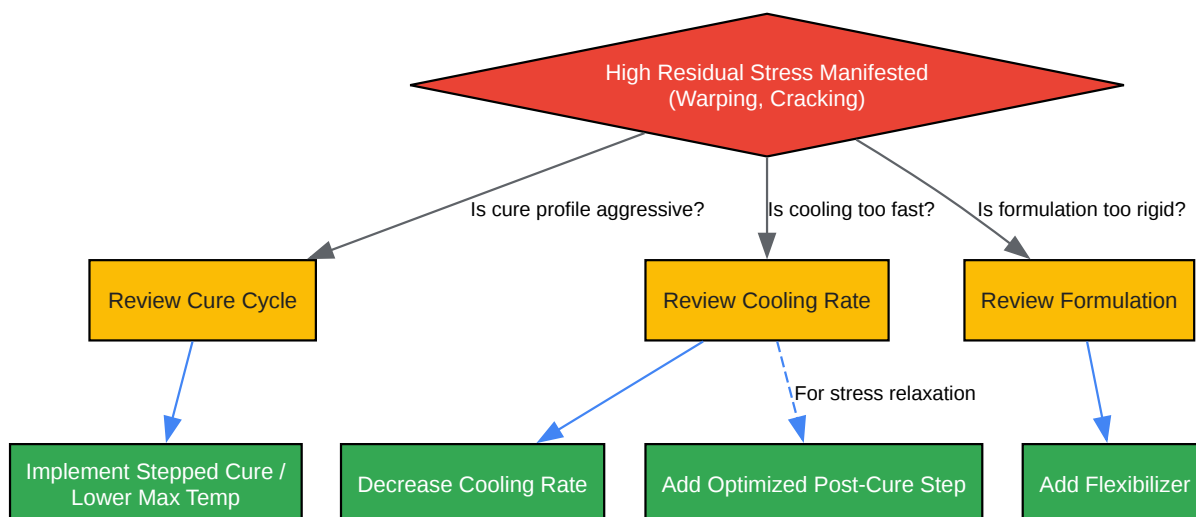 High Residual Stress Manifested
(Warping, Cracking)
Is cure profile aggressive?
Is cooling too fast?
Is formulation too rigid?
Review Cure Cycle
Review Cooling Rate
Review Formulation
For stress relaxation
Implement Stepped Cure /
Lower Max Temp
Decrease Cooling Rate
Add Optimized Post-Cure Step
Add Flexibilizer